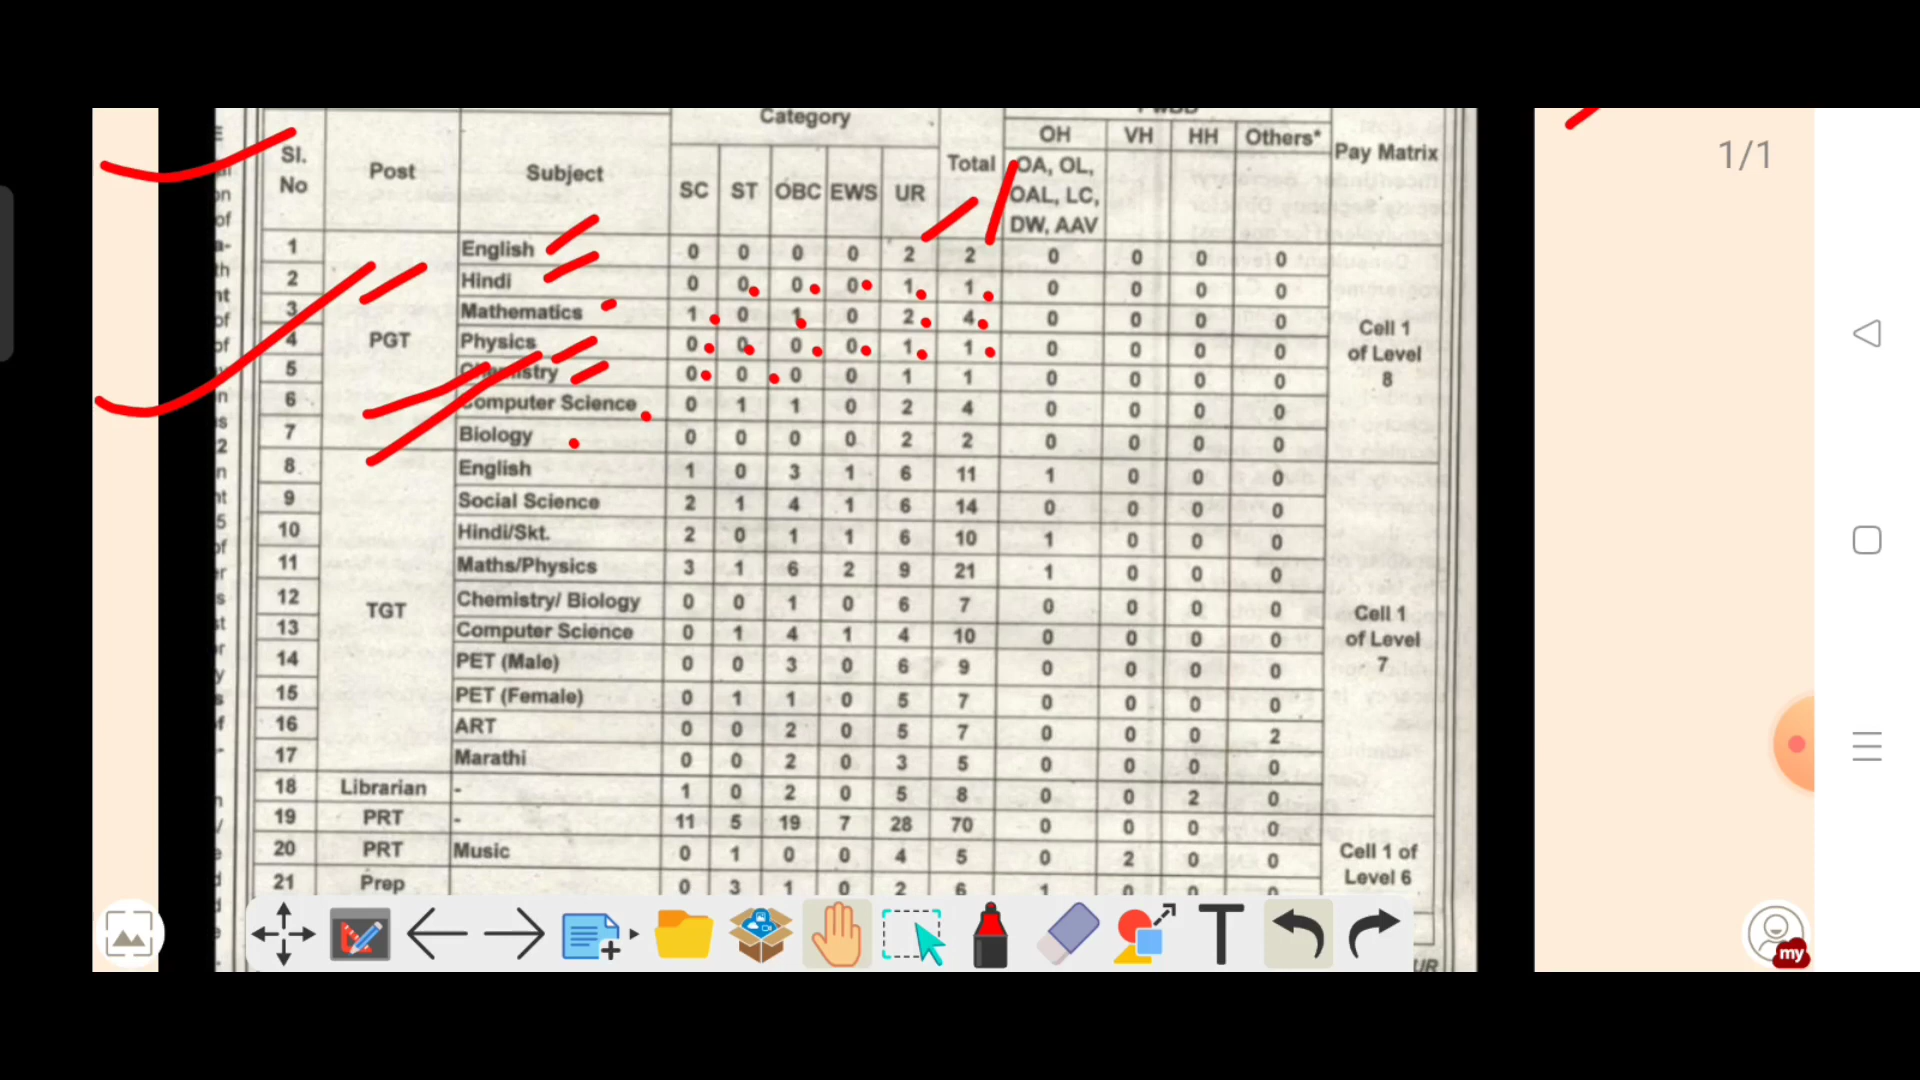 Category
Sl. No Post Subject SC ST OBC EWS UR Total OH VH HH Others* Pay Matrix
OA, OL,
OAL, LC,
DW, AAV
1 English 0 0 0 0 2 2 0 0 0 0
2 Hindi 0 0 0 0 1 1 0 0 0 0
3 Mathematics 1 0 1 0 2 4 0 0 0 0
4 PGT Physics 0 0 0 0 1 1 0 0 0 0 Cell 1 of Level 8
5 0 0 0 0 1 1 0 0 0 0
6 Computer Science 0 1 1 0 2 4 0 0 0 0
7 Biology 0 0 0 0 2 2 0 0 0 0
8 English 1 0 3 1 6 11 1 0 0 0
9 Social Science 2 1 4 1 6 14 0 0 0 0
10 Hindi/Skt. 2 0 1 1 6 10 1 0 0 0
11 Maths/Physics 3 1 6 2 9 21 1 0 0 0
12 TGT Chemistry/ Biology 0 0 1 0 6 7 0 0 0 0 Cell 1 of Level 7
13 Computer Science 0 1 4 1 4 10 0 0 0 0
14 PET (Male) 0 0 3 0 6 9 0 0 0 0
15 PET (Female) 0 1 1 0 5 7 0 0 0 0
16 ART 0 0 2 0 5 7 0 0 0 2
17 Marathi 0 0 2 0 3 5 0 0 0 0
18 Librarian - 1 0 2 0 5 8 0 0 2 0
19 PRT - 11 5 19 7 28 70 0 0 0 0
20 PRT Music 0 1 0 0 4 5 0 2 0 0 Cell 1 of Level 6
21 Prep 0 3 1 0 2 6 1 0 0 0
1/1
my
UR